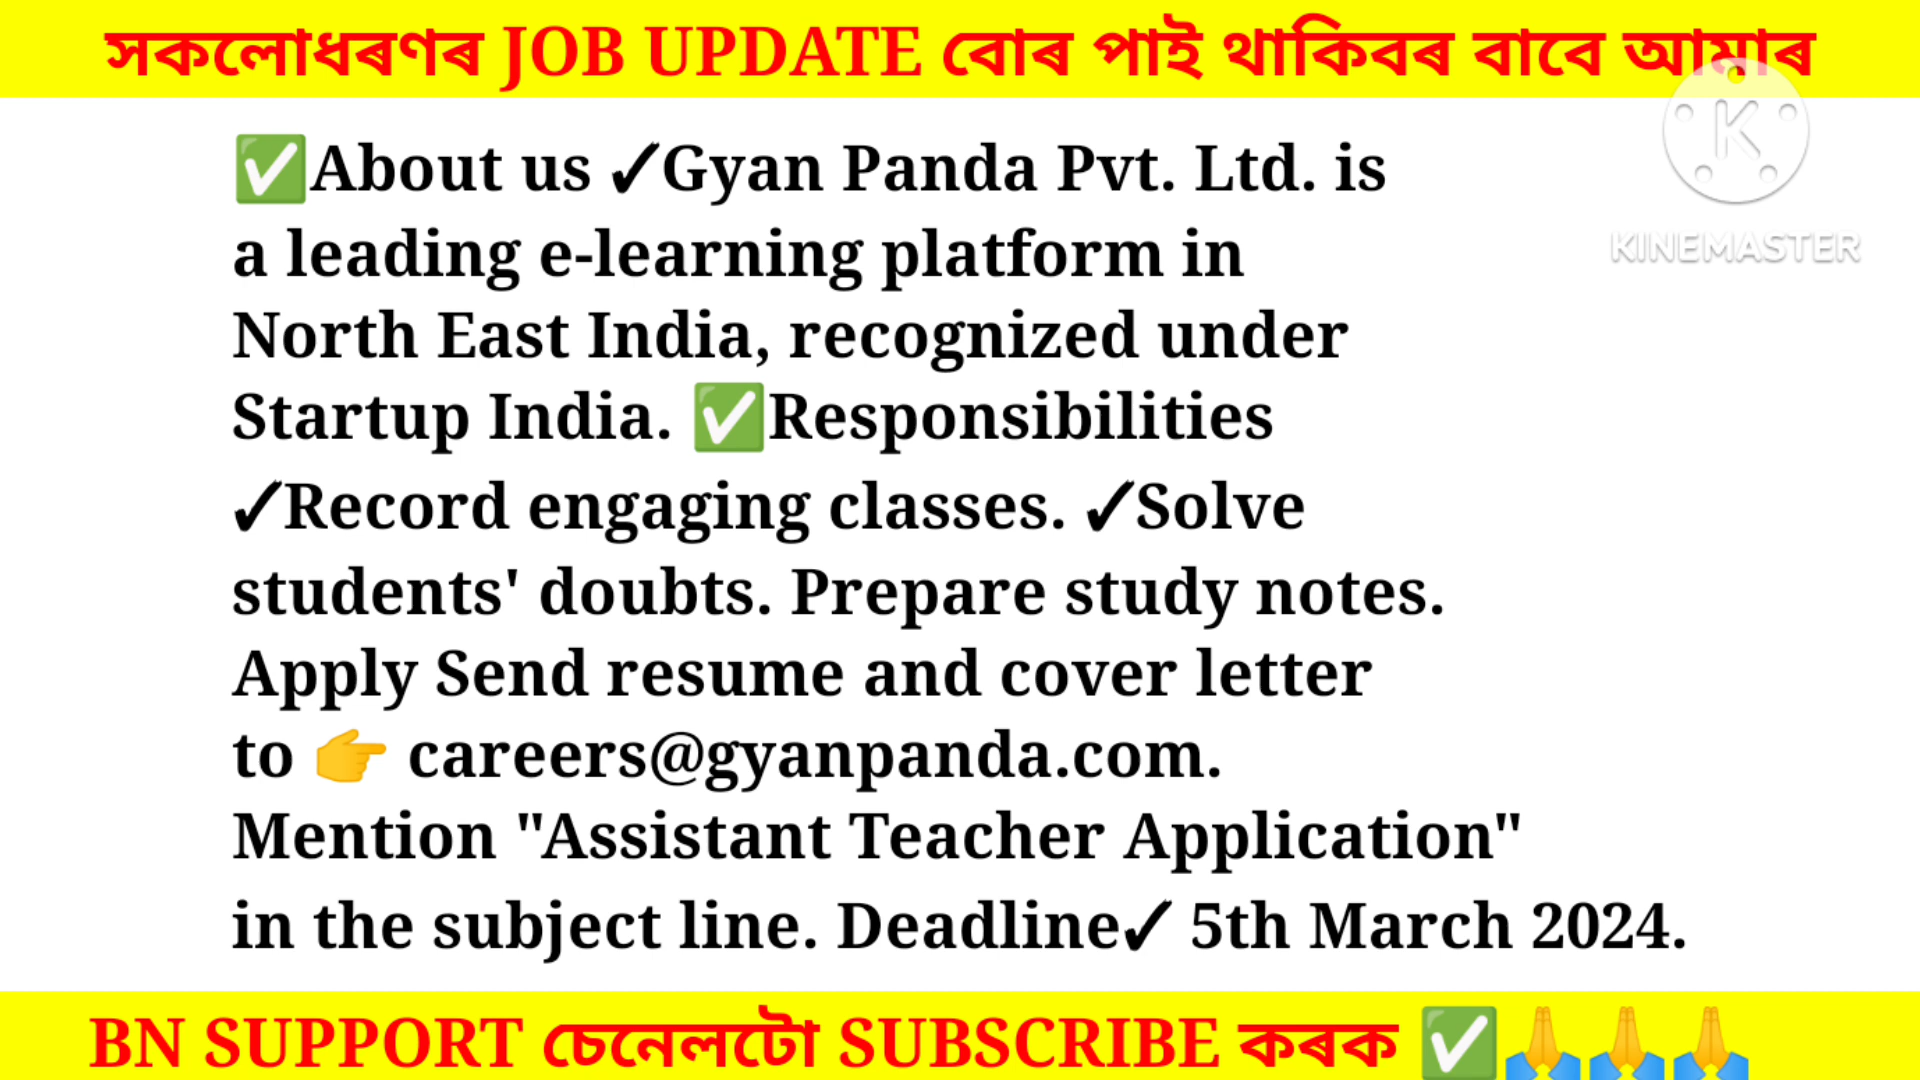 সকলোধৰণৰ JOB UPDATE বোৰ পাই থাকিবৰ বাবে আমাৰ
✅About us ✓Gyan Panda Pvt. Ltd. is
a leading e-learning platform in
North East India, recognized under
Startup India. ✅Responsibilities
✓Record engaging classes. ✓Solve
students' doubts. Prepare study notes.
Apply Send resume and cover letter
to 👉 careers@gyanpanda.com.
Mention "Assistant Teacher Application"
in the subject line. Deadline✓ 5th March 2024.
BN SUPPORT চেনেলটো SUBSCRIBE কৰক ✅🙏🙏🙏
K
KINEMASTER